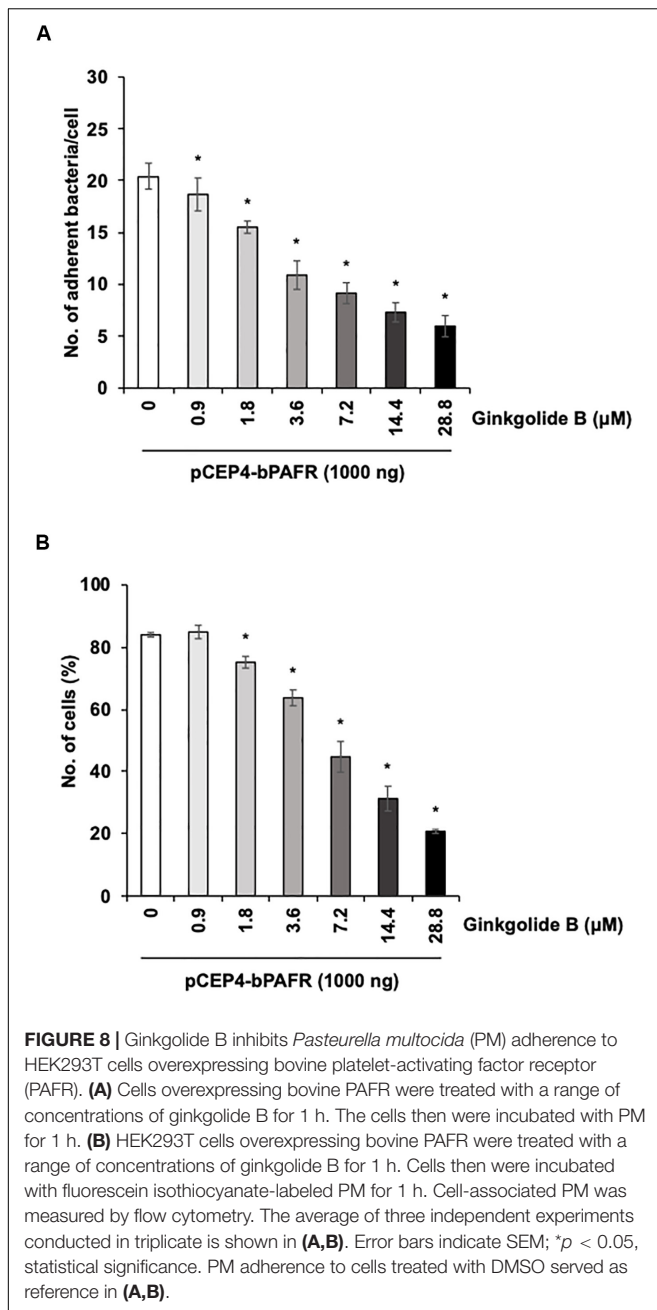 A
No. of adherent bacteria/cell
30
25
20
15
10
5
0
*
*
*
*
*
*
0
0.9
1.8
3.6
7.2
14.4
28.8
Ginkgolide B (µM)
pCEP4-bPAFR (1000 ng)
B
No. of cells (%)
100
80
60
40
20
0
*
*
*
*
*
0
0.9
1.8
3.6
7.2
14.4
28.8
Ginkgolide B (µM)
pCEP4-bPAFR (1000 ng)
FIGURE 8 | Ginkgolide B inhibits Pasteurella multocida (PM) adherence to
HEK293T cells overexpressing bovine platelet-activating factor receptor
(PAFR). (A) Cells overexpressing bovine PAFR were treated with a range of
concentrations of ginkgolide B for 1 h. The cells then were incubated with PM
for 1 h. (B) HEK293T cells overexpressing bovine PAFR were treated with a
range of concentrations of ginkgolide B for 1 h. Cells then were incubated
with fluorescein isothiocyanate-labeled PM for 1 h. Cell-associated PM was
measured by flow cytometry. The average of three independent experiments
conducted in triplicate is shown in (A,B). Error bars indicate SEM; *p < 0.05,
statistical significance. PM adherence to cells treated with DMSO served as
reference in (A,B).